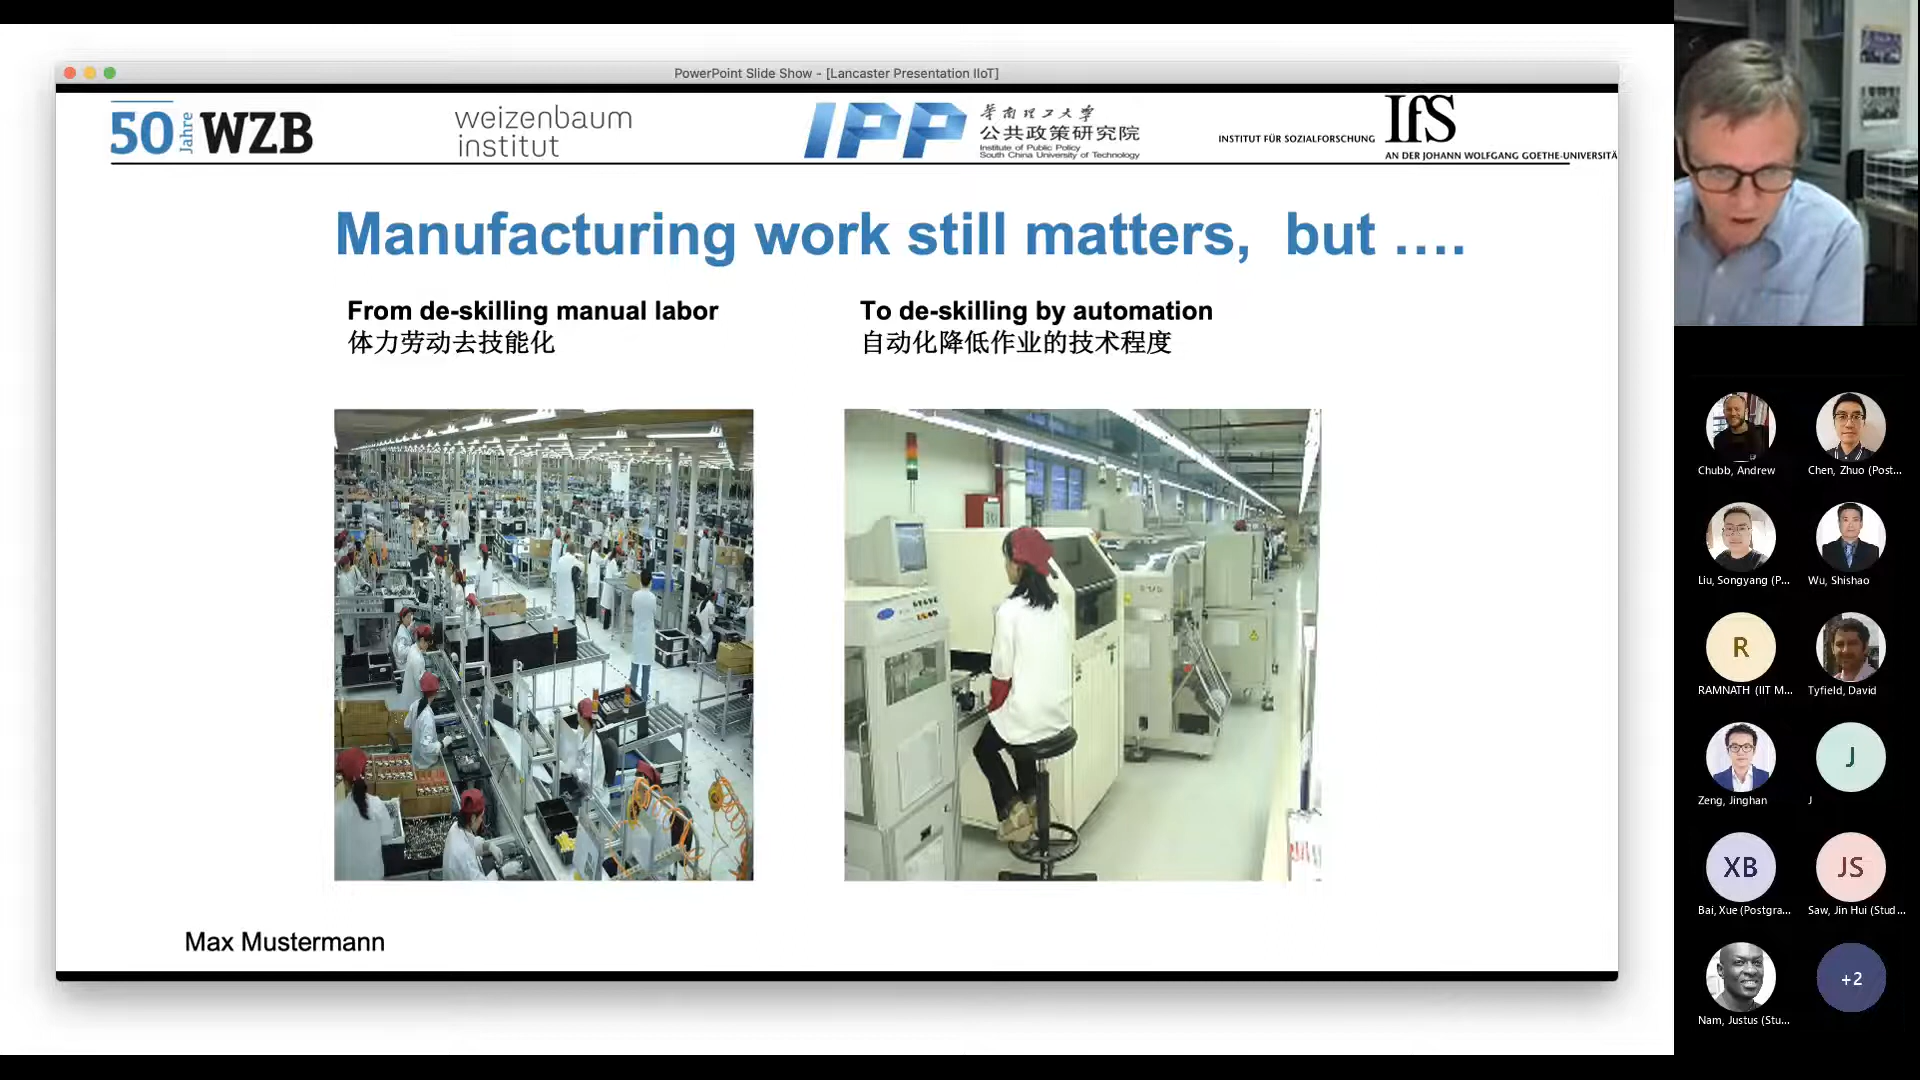 PowerPoint Slide Show - [Lancaster Presentation IIoT]
50 Jahre WZB
weizenbaum
institut
IPP
华南理工大学
公共政策研究院
Institute of Public Policy
South China University of Technology
INSTITUT FÜR SOZIALFORSCHUNG
IfS
AN DER JOHANN WOLFGANG GOETHE-UNIVERSITÄ
Manufacturing work still matters, but ....
From de-skilling manual labor
体力劳动去技能化
To de-skilling by automation
自动化降低作业的技术程度
Max Mustermann
Chubb, Andrew
Chen, Zhuo (Post...
Liu, Songyang (P...
Wu, Shishao
R
RAMNATH (IIT M...
Tyfield, David
Zeng, Jinghan
J
J
XB
Bai, Xue (Postgra...
JS
Saw, Jin Hui (Stud...
Nam, Justus (Stu...
+2